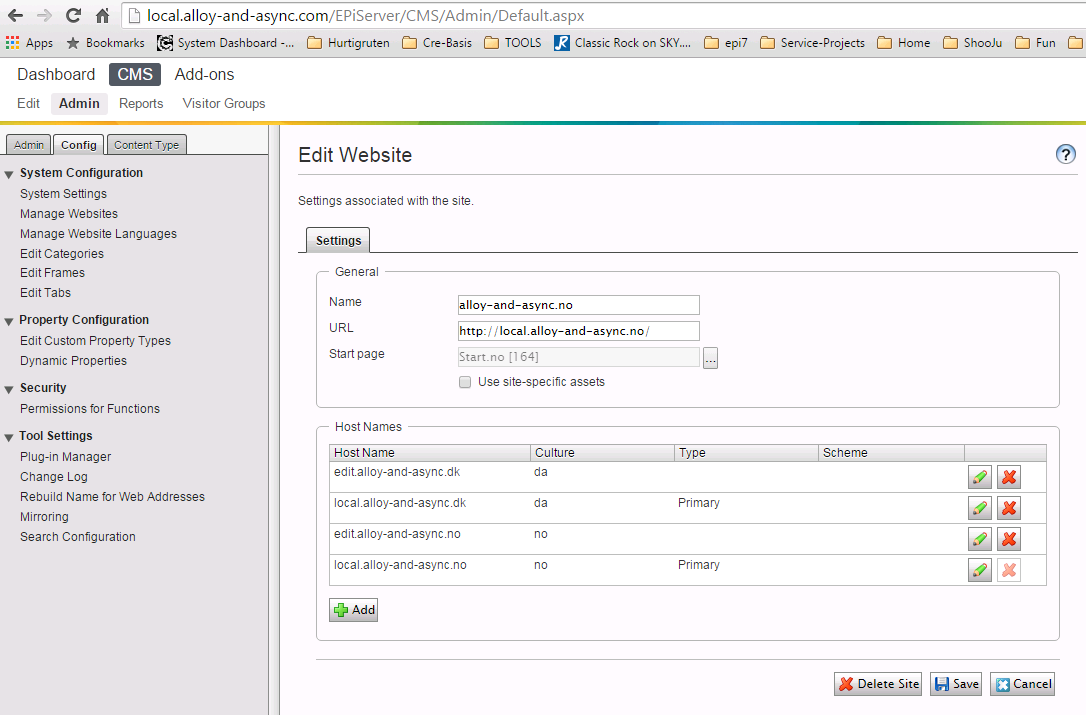 local.alloy-and-async.com/EPiServer/CMS/Admin/Default.aspx
Apps Bookmarks System Dashboard -... Hurtigruten Cre-Basis TOOLS Classic Rock on SKY.... epi7 Service-Projects Home ShooJu Fun
Dashboard CMS Add-ons
Edit Admin Reports Visitor Groups
Admin Config Content Type
System Configuration
System Settings
Manage Websites
Manage Website Languages
Edit Categories
Edit Frames
Edit Tabs
Property Configuration
Edit Custom Property Types
Dynamic Properties
Security
Permissions for Functions
Tool Settings
Plug-in Manager
Change Log
Rebuild Name for Web Addresses
Mirroring
Search Configuration
Edit Website
?
Settings associated with the site.
Settings
General
Name alloy-and-async.no
URL http://local.alloy-and-async.no/
Start page Start.no [164] ...
Use site-specific assets
Host Names
Host Name Culture Type Scheme
edit.alloy-and-async.dk da
local.alloy-and-async.dk da Primary
edit.alloy-and-async.no no
local.alloy-and-async.no no Primary
Add
Delete Site Save Cancel